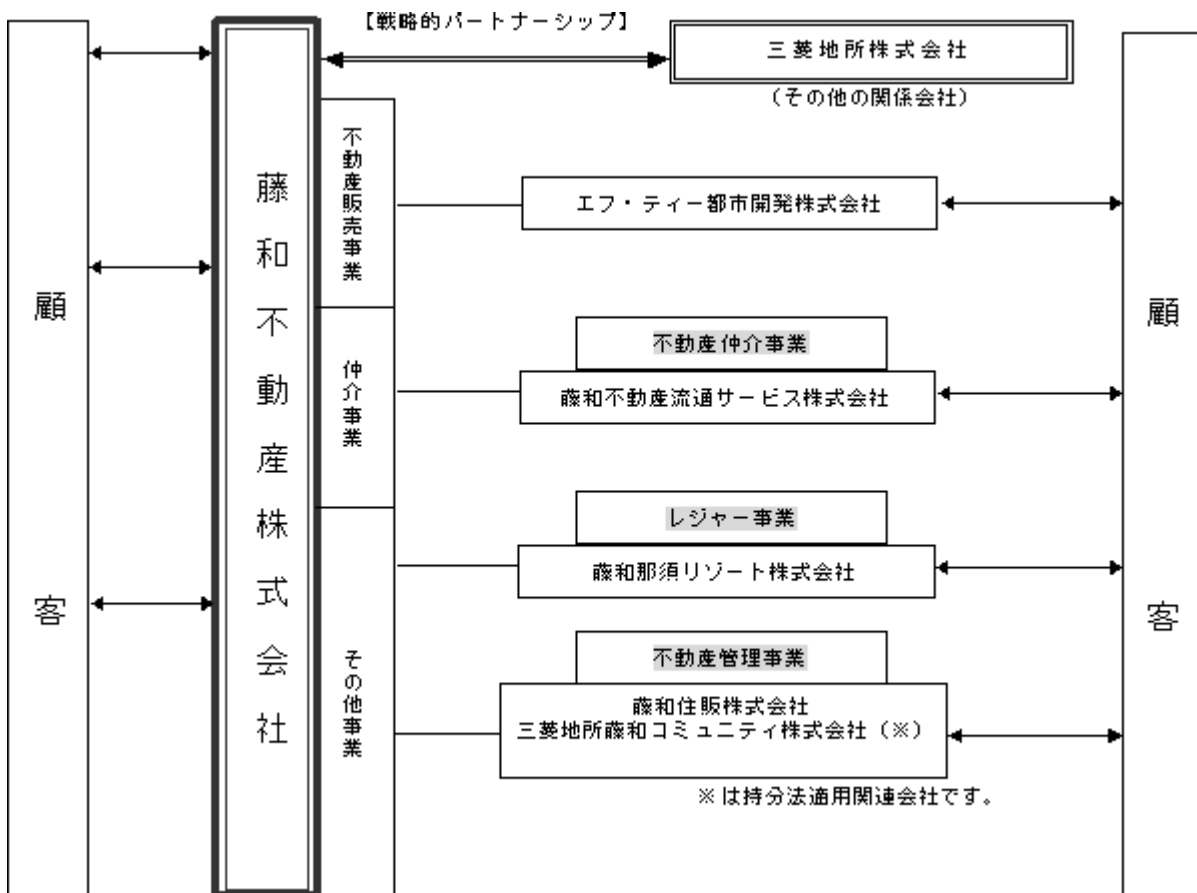 【戦略的パートナーシップ】
三菱地所株式会社
(その他の関係会社)
顧客
藤和不動産株式会社
不動産販売事業
エフ・ティー都市開発株式会社
仲介事業
不動産仲介事業
藤和不動産流通サービス株式会社
その他事業
レジャー事業
藤和那須リゾート株式会社
不動産管理事業
藤和住販株式会社
三菱地所藤和コミュニティ株式会社(※)
※は持分法適用関連会社です。
顧客